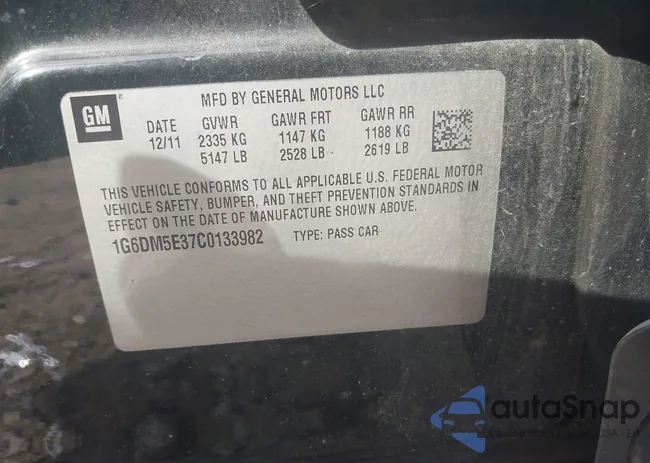 GM
MFD BY GENERAL MOTORS LLC
DATE GVWR GAWR FRT GAWR RR
12/11 2335 KG 1147 KG 1188 KG
5147 LB 2528 LB 2619 LB
THIS VEHICLE CONFORMS TO ALL APPLICABLE U.S. FEDERAL MOTOR
VEHICLE SAFETY, BUMPER, AND THEFT PREVENTION STANDARDS IN
EFFECT ON THE DATE OF MANUFACTURE SHOWN ABOVE.
1G6DM5E37C0133982 TYPE: PASS CAR
autoSnap